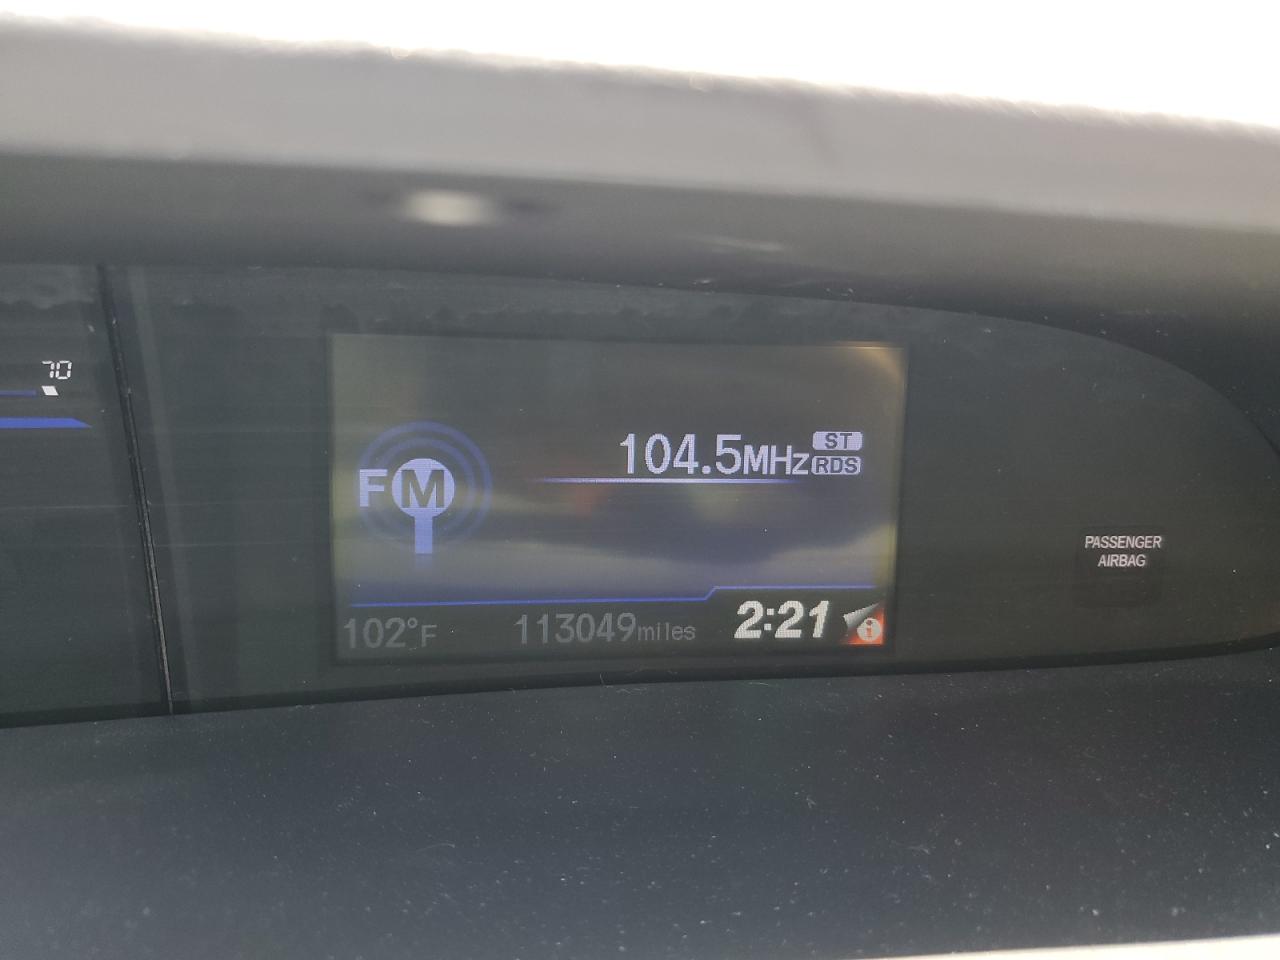 70
104.5MHz ST
RDS
FM
102°F 113049miles 2:21 i
PASSENGER
AIRBAG